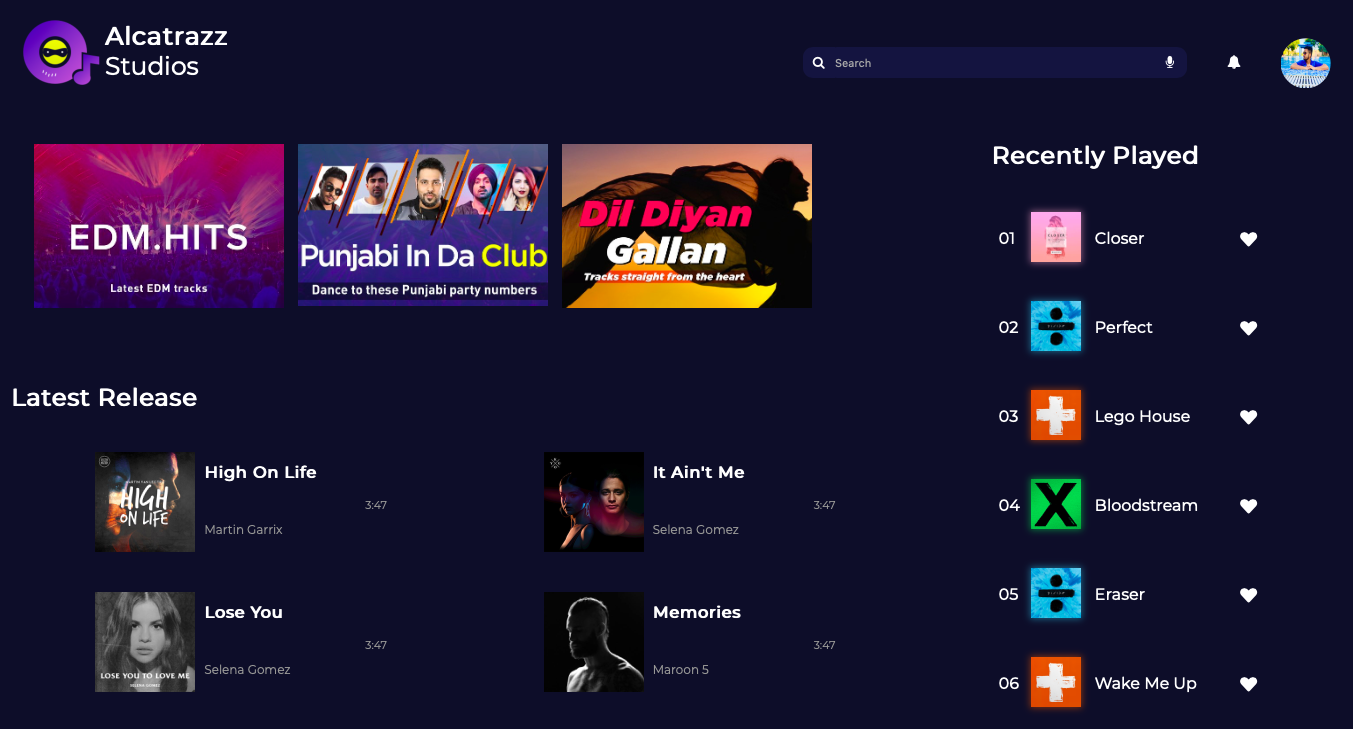 Alcatrazz
Studios
Search
EDM.HITS
Latest EDM tracks
Punjabi In Da Club
Dance to these Punjabi party numbers
Dil Diyan
Gallan
Tracks straight from the heart
Latest Release
HIGH
ON LIFE
High On Life
3:47
Martin Garrix
It Ain't Me
3:47
Selena Gomez
LOSE YOU TO LOVE ME
SELENA GOMEZ
Lose You
3:47
Selena Gomez
Memories
3:47
Maroon 5
Recently Played
01
CLOSER
Closer
02
Perfect
03
Lego House
04
X
Bloodstream
05
Eraser
06
Wake Me Up